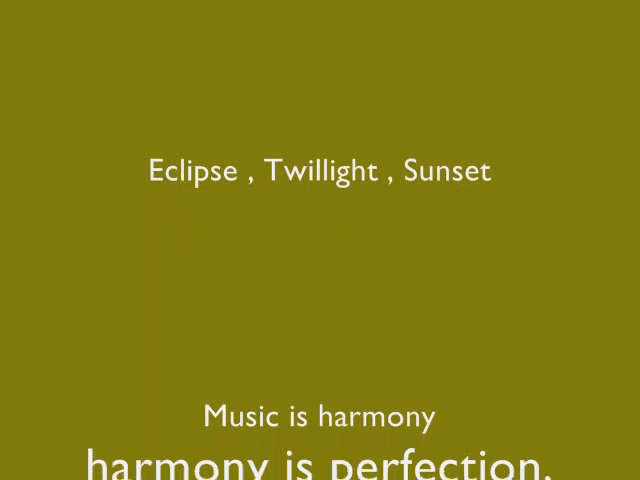 Eclipse , Twillight , Sunset
Music is harmony
harmony is perfection,